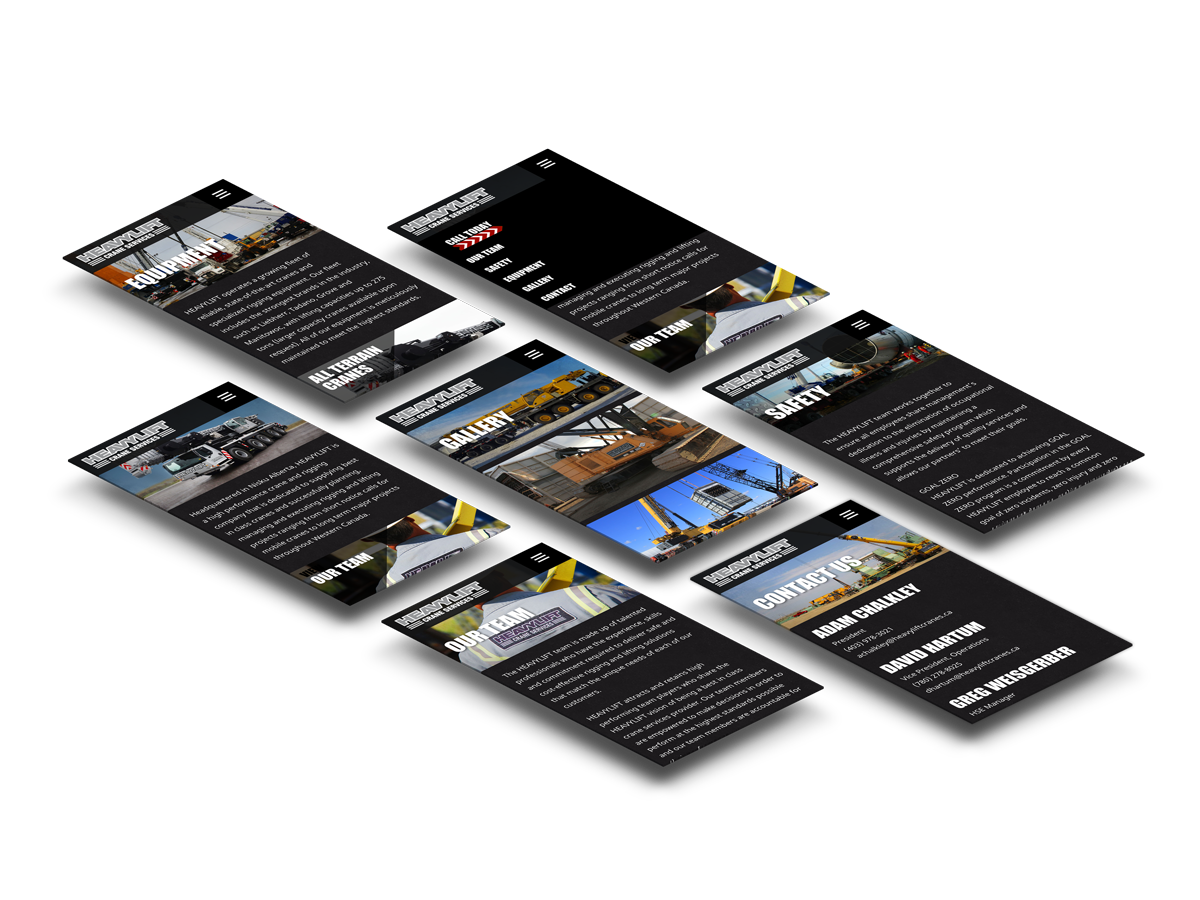 HEAVYLIFT
CRANE SERVICES
EQUIPMENT
HEAVYLIFT operates a growing fleet of
reliable, state-of-the-art cranes and
specialized rigging equipment. Our fleet
includes the strongest brands in the industry,
such as Liebherr, Tadano, Grove and
Manitowoc, with lifting capacities up to 275
tons (larger capacity cranes available upon
request). All of our equipment is meticulously
maintained to meet the highest standards.
ALL TERRAIN
CRANES
HEAVYLIFT
CRANE SERVICES
CALL TODAY
OUR TEAM
SAFETY
EQUIPMENT
GALLERY
CONTACT
managing and executing rigging and lifting
projects ranging from short notice calls for
mobile cranes to long term major projects
throughout Western Canada.
OUR TEAM
HEAVYLIFT
CRANE SERVICES
Headquartered in Nisku Alberta, HEAVYLIFT is
a high performance crane and rigging
company that is dedicated to supplying best
in class cranes and successfully planning,
managing and executing rigging and lifting
projects ranging from short notice calls for
mobile cranes to long term major projects
throughout Western Canada.
OUR TEAM
HEAVYLIFT
CRANE SERVICES
GALLERY
HEAVYLIFT
CRANE SERVICES
SAFETY
The HEAVYLIFT team works together to
ensure all employees share management's
dedication to the elimination of occupational
illness and injuries by maintaining a
comprehensive safety program which
supports the delivery of quality services and
allows our partners' to meet their goals.
GOAL ZERO
HEAVYLIFT is dedicated to achieving GOAL
ZERO performance. Participation in the GOAL
ZERO program is a commitment by every
HEAVYLIFT employee to reach a common
goal of zero incidents, zero injury and zero
HEAVYLIFT
CRANE SERVICES
OUR TEAM
HEAVYLIFT
CRANE SERVICES
The HEAVYLIFT team is made up of talented
professionals who have the experience, skills
and commitment required to deliver safe and
cost-effective rigging and lifting solutions
that match the unique needs of each of our
customers.
HEAVYLIFT attracts and retains high
performing team players who share the
HEAVYLIFT vision of being a best in class
crane services provider. Our team members
are empowered to make decisions in order to
perform at the highest standards possible
and our team members are accountable for
HEAVYLIFT
CRANE SERVICES
CONTACT US
ADAM CHALKLEY
President
(403) 978-3021
achalkley@heavyliftcranes.ca
DAVID HARTUM
Vice President, Operations
(780) 278-8025
dhartum@heavyliftcranes.ca
GREG WEISGERBER
HSE Manager